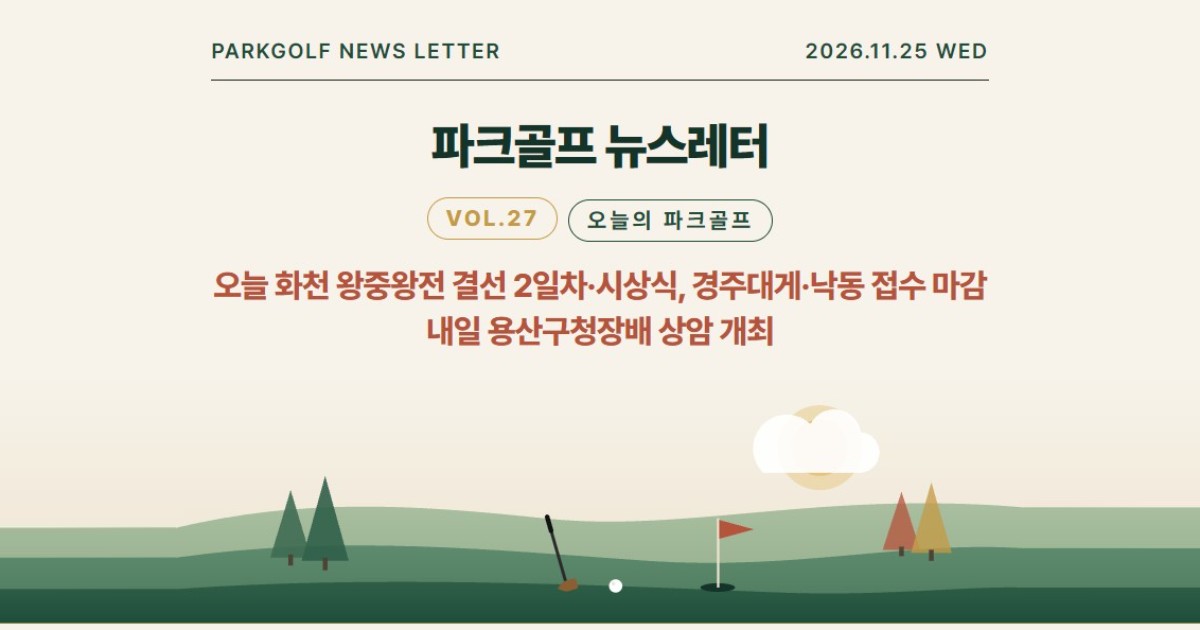 PARKGOLF NEWS LETTER
2026.11.25 WED
파크골프 뉴스레터
VOL.27
오늘의 파크골프
오늘 화천 왕중왕전 결선 2일차·시상식, 경주대게·낙동 접수 마감
내일 용산구청장배 상암 개최